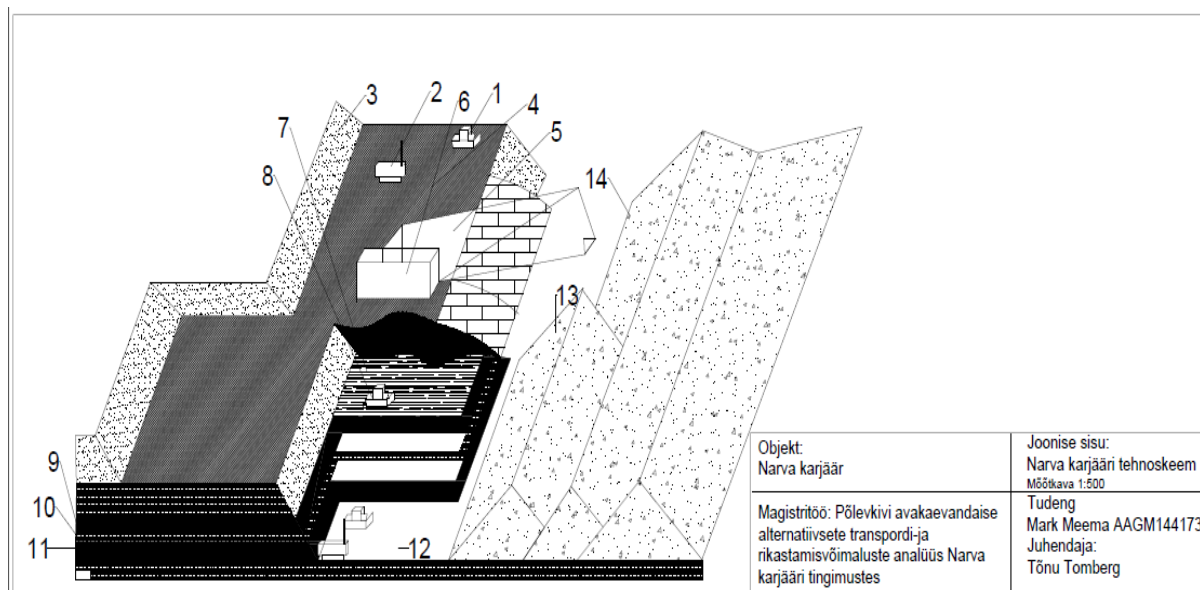 3
2
6
1
4
5
7
8
14
13
9
10
11
12
Objekt:
Narva karjäär
Joonise sisu:
Narva karjääri tehnoskeem
Mõõtkava 1:500
Magistritöö: Põlevkivi avakaevandaise
alternatiivsete transpordi-ja
rikastamisvõimaluste analüüs Narva
karjääri tingimustes
Tudeng
Mark Meema AAGM144173
Juhendaja:
Tõnu Tomberg